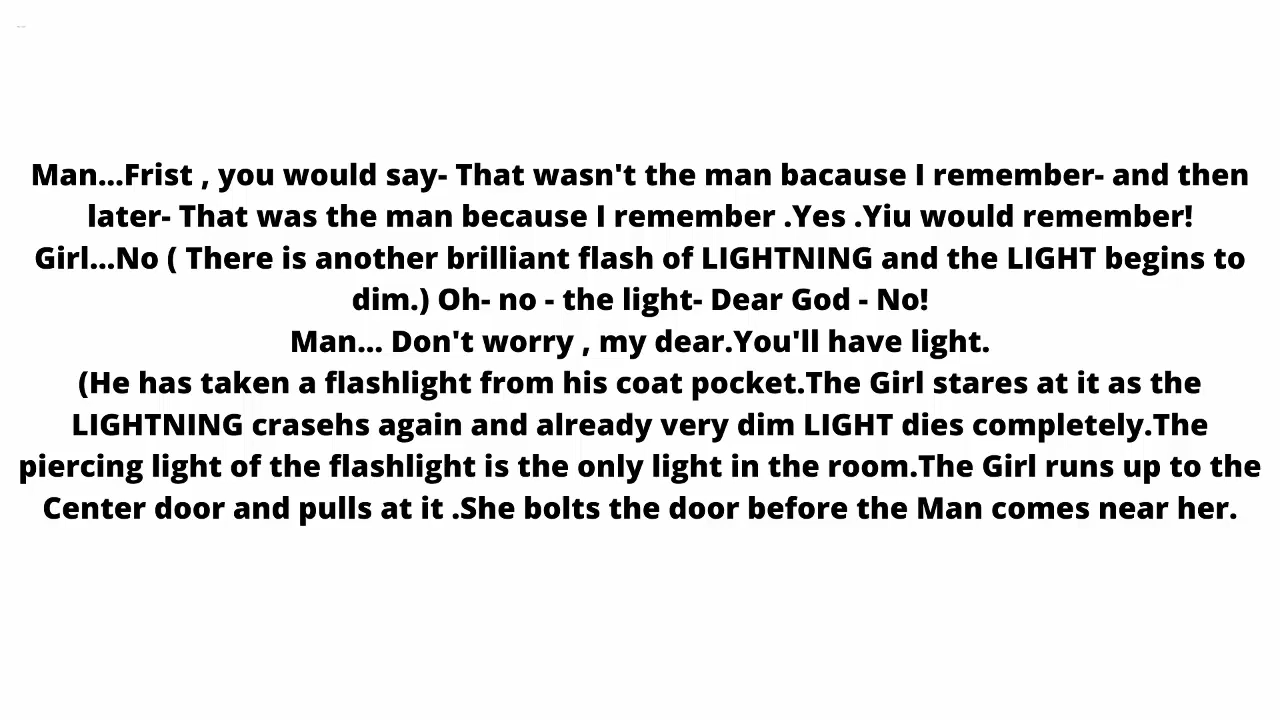 Man...Frist , you would say- That wasn't the man bacause I remember- and then
later- That was the man because I remember .Yes .Yiu would remember!
Girl...No ( There is another brilliant flash of LIGHTNING and the LIGHT begins to
dim.) Oh- no - the light- Dear God - No!
Man... Don't worry , my dear.You'll have light.
(He has taken a flashlight from his coat pocket.The Girl stares at it as the
LIGHTNING crasehs again and already very dim LIGHT dies completely.The
piercing light of the flashlight is the only light in the room.The Girl runs up to the
Center door and pulls at it .She bolts the door before the Man comes near her.